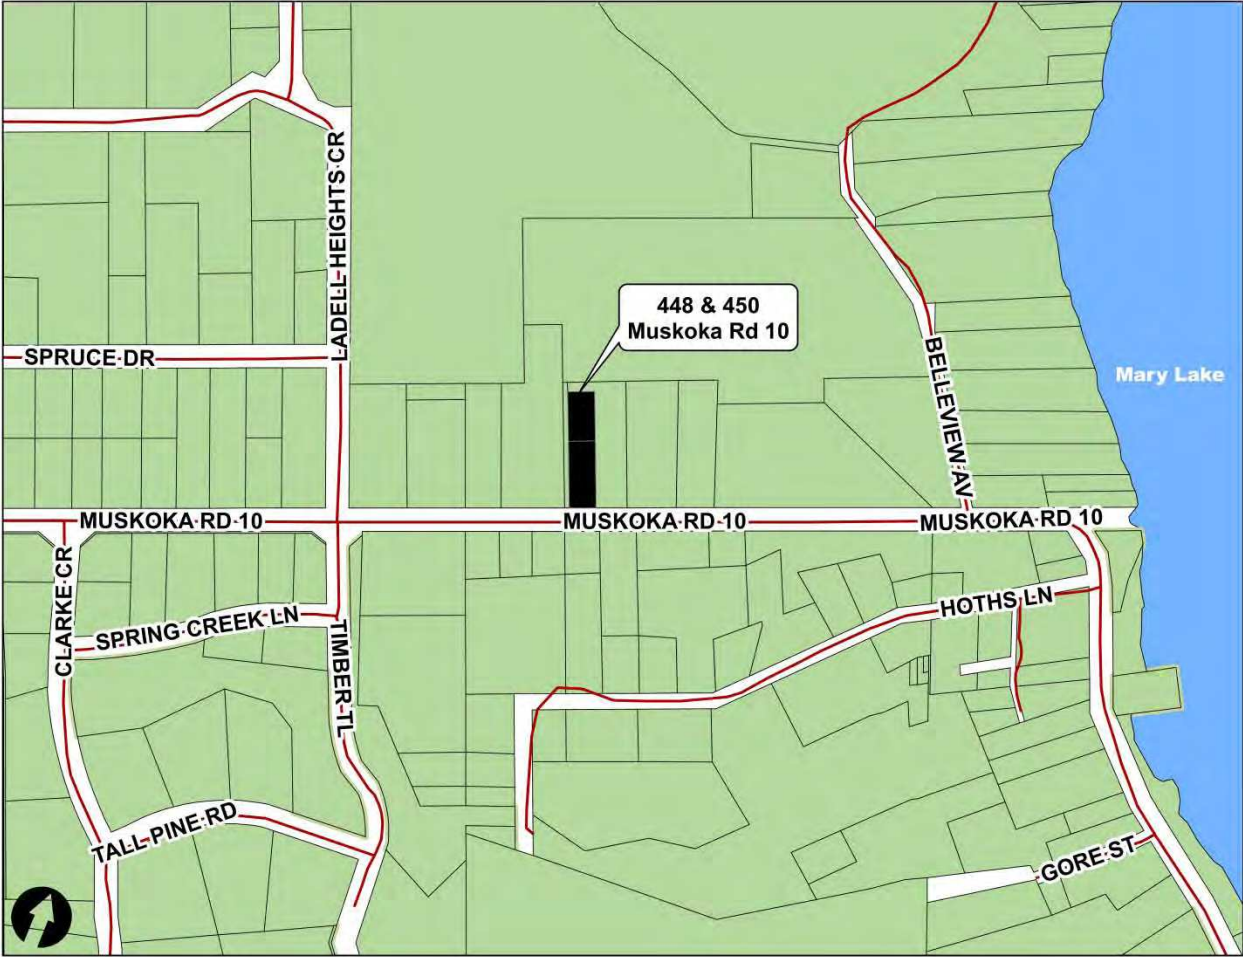 LADELL HEIGHTS CR
448 & 450
Muskoka Rd 10
SPRUCE DR
BELLEVIEW AV
Mary Lake
MUSKOKA RD 10
MUSKOKA RD 10
MUSKOKA RD 10
CLARKE CR
SPRING CREEK LN
HOTHS LN
TIMBER TL
TALL PINE RD
GORE ST